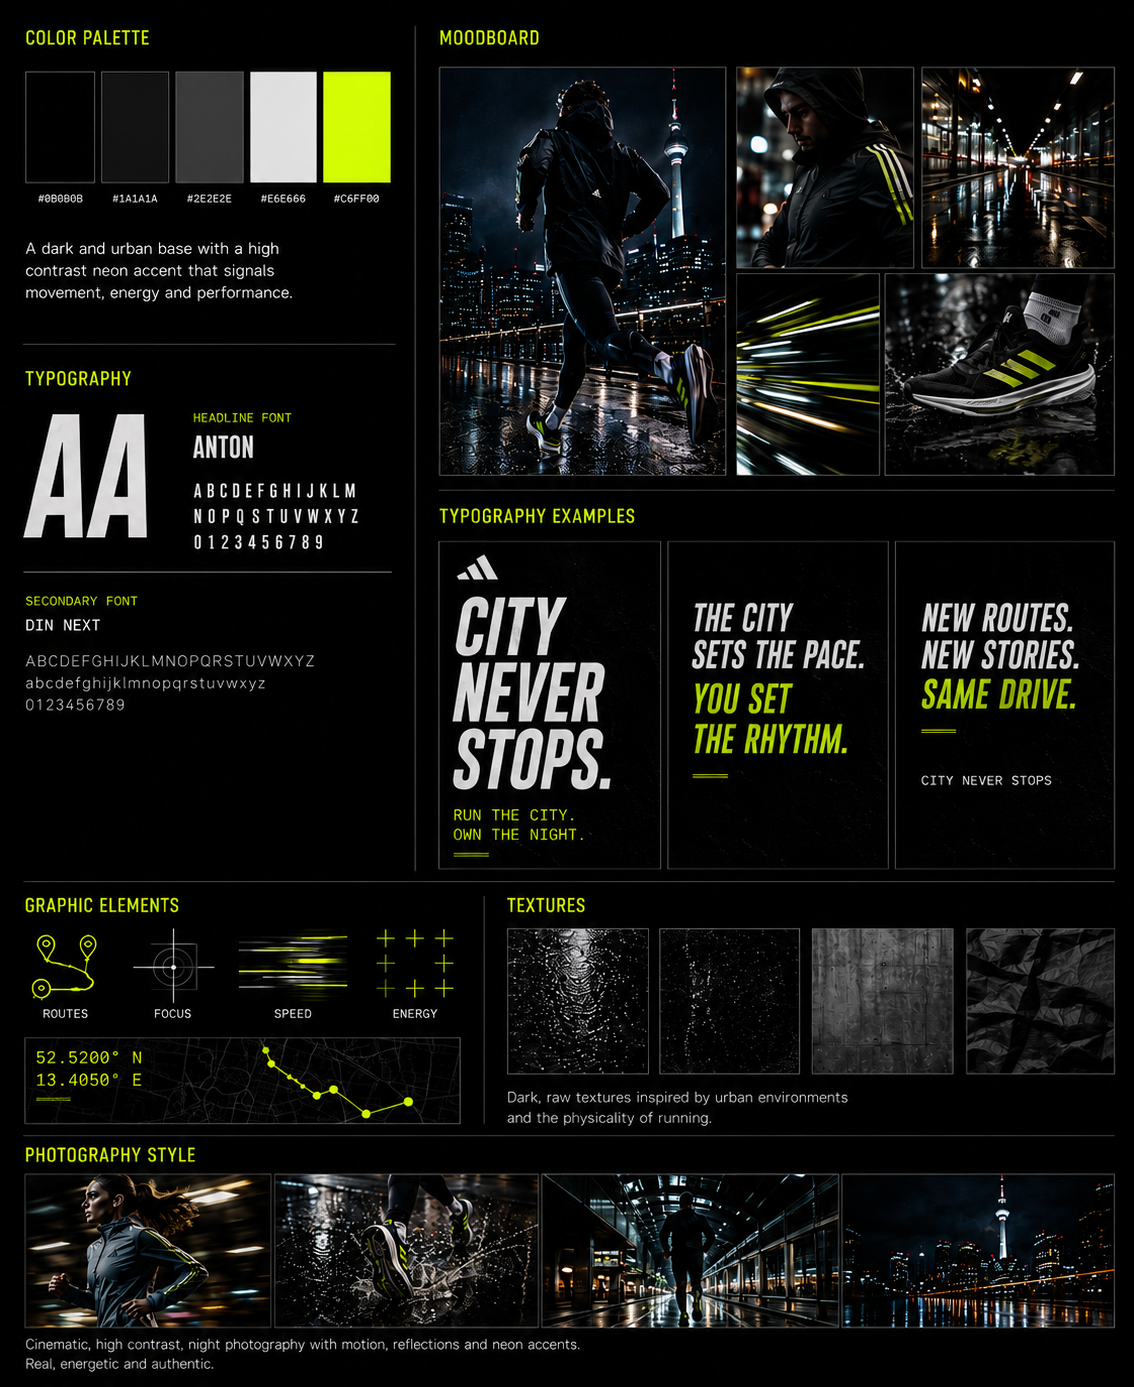 COLOR PALETTE
#0B0B0B
#1A1A1A
#2E2E2E
#E6E666
#C6FF00
A dark and urban base with a high
contrast neon accent that signals
movement, energy and performance.
TYPOGRAPHY
AA
HEADLINE FONT
ANTON
ABCDEFGHIJKLM
NOPQSTUVWXYZ
0123456789
SECONDARY FONT
DIN NEXT
ABCDEFGHIJKLMNOPQRSTUVWXYZ
abcdefghijklmnopqrstuvwxyz
0123456789
MOODBOARD
TYPOGRAPHY EXAMPLES
CITY
NEVER
STOPS.
RUN THE CITY.
OWN THE NIGHT.
THE CITY
SETS THE PACE.
YOU SET
THE RHYTHM.
NEW ROUTES.
NEW STORIES.
SAME DRIVE.
CITY NEVER STOPS
GRAPHIC ELEMENTS
ROUTES
FOCUS
SPEED
ENERGY
52.5200° N
13.4050° E
TEXTURES
Dark, raw textures inspired by urban environments
and the physicality of running.
PHOTOGRAPHY STYLE
Cinematic, high contrast, night photography with motion, reflections and neon accents.
Real, energetic and authentic.